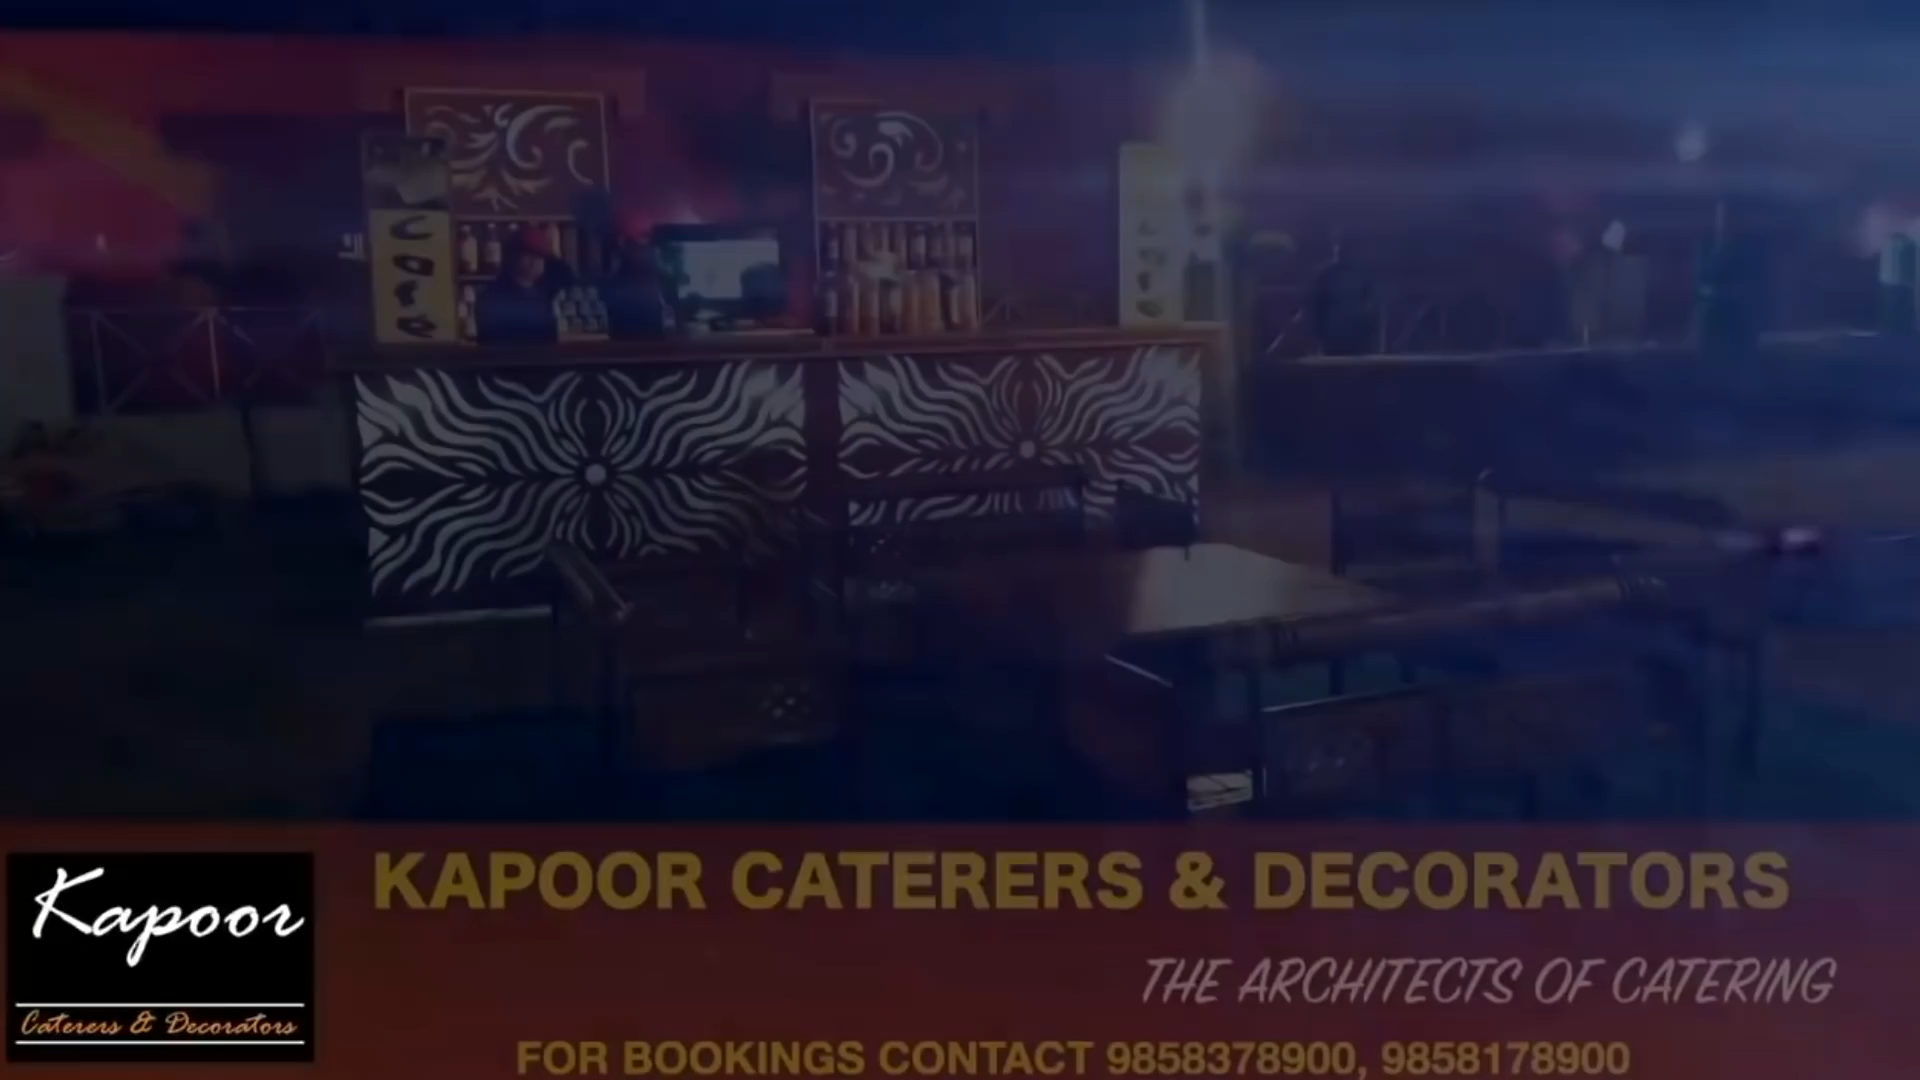 Kapoor
Caterers & Decorators
KAPOOR CATERERS & DECORATORS
THE ARCHITECTS OF CATERING
FOR BOOKINGS CONTACT 9858378900, 9858178900